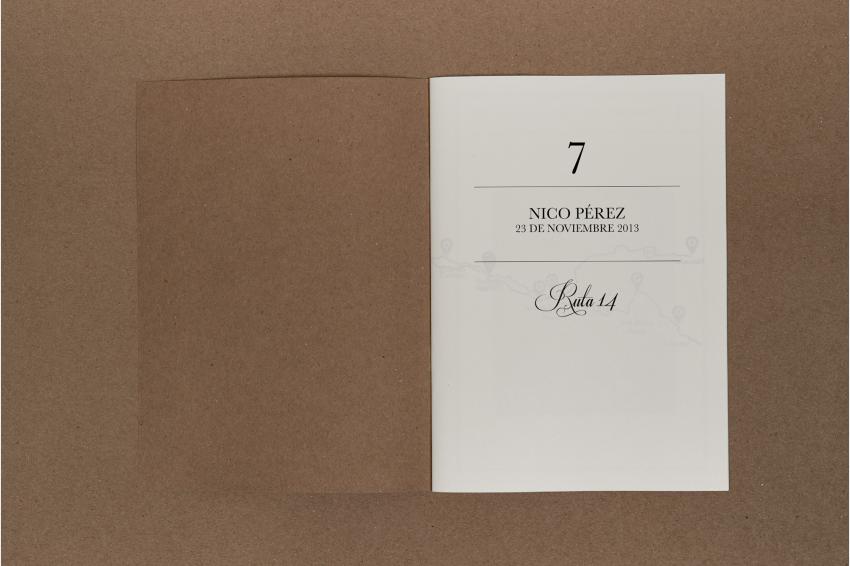 7
NICO PÉREZ
23 DE NOVIEMBRE 2013
Ruta 14